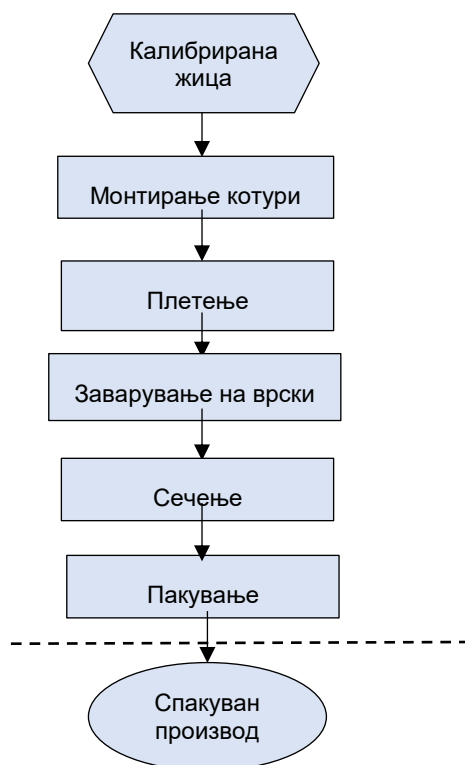 Калибрирана
жица
Монтирање котури
Плетење
Заварување на врски
Сечење
Пакување
Спакуван
производ